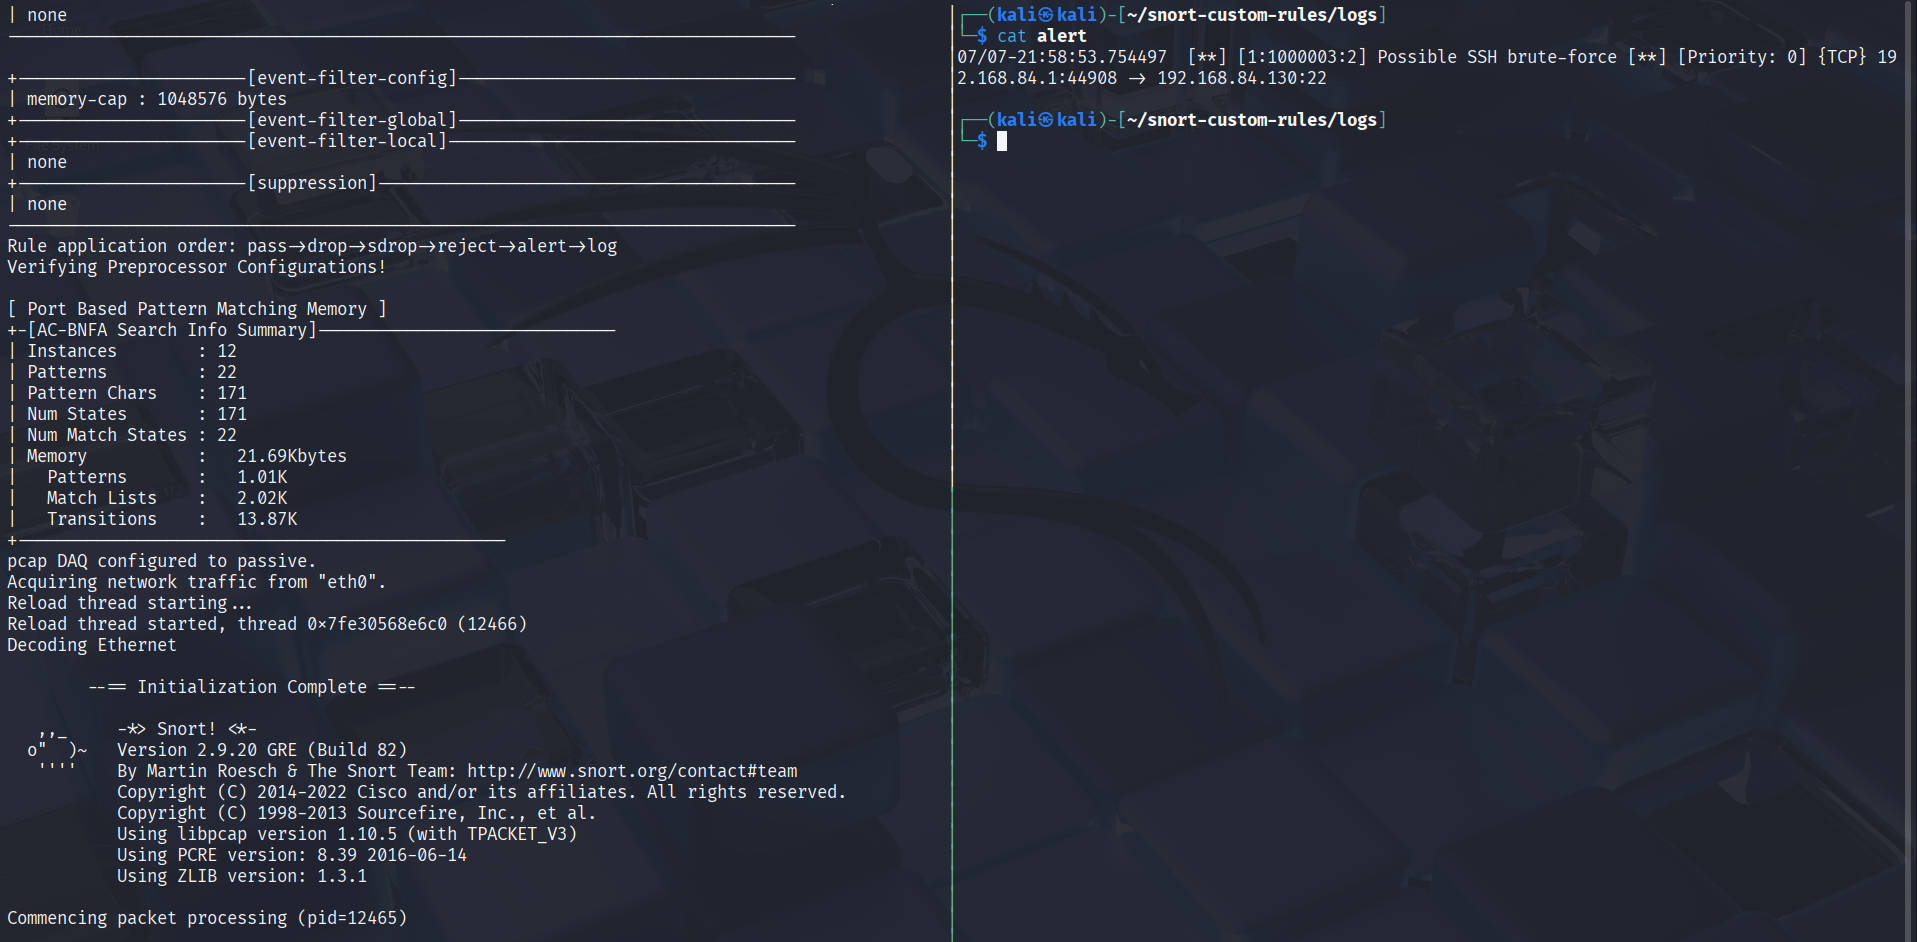 | none
-------------------------------------------------------------------------------
+-----------------------[event-filter-config]----------------------------------
| memory-cap : 1048576 bytes
+-----------------------[event-filter-global]----------------------------------
+-----------------------[event-filter-local]-----------------------------------
| none
+-----------------------[suppression]------------------------------------------
| none
-------------------------------------------------------------------------------
Rule application order: pass->drop->sdrop->reject->alert->log
Verifying Preprocessor Configurations!
[ Port Based Pattern Matching Memory ]
+-[AC-BNFA Search Info Summary]------------------------------
| Instances        : 12
| Patterns         : 22
| Pattern Chars    : 171
| Num States       : 171
| Num Match States : 22
| Memory           :   21.69Kbytes
|   Patterns       :   1.01K
|   Match Lists    :   2.02K
|   Transitions    :   13.87K
+-------------------------------------------------
pcap DAQ configured to passive.
Acquiring network traffic from "eth0".
Reload thread starting...
Reload thread started, thread 0x7fe30568e6c0 (12466)
Decoding Ethernet
--== Initialization Complete ==--
,,_     -*> Snort! <*-
o"  )~   Version 2.9.20 GRE (Build 82)
''''    By Martin Roesch & The Snort Team: http://www.snort.org/contact#team
Copyright (C) 2014-2022 Cisco and/or its affiliates. All rights reserved.
Copyright (C) 1998-2013 Sourcefire, Inc., et al.
Using libpcap version 1.10.5 (with TPACKET_V3)
Using PCRE version: 8.39 2016-06-14
Using ZLIB version: 1.3.1
Commencing packet processing (pid=12465)
┌──(kali㉿kali)-[~/snort-custom-rules/logs]
└─$ cat alert
07/07-21:58:53.754497  [**] [1:1000003:2] Possible SSH brute-force [**] [Priority: 0] {TCP} 19
2.168.84.1:44908 -> 192.168.84.130:22
┌──(kali㉿kali)-[~/snort-custom-rules/logs]
└─$